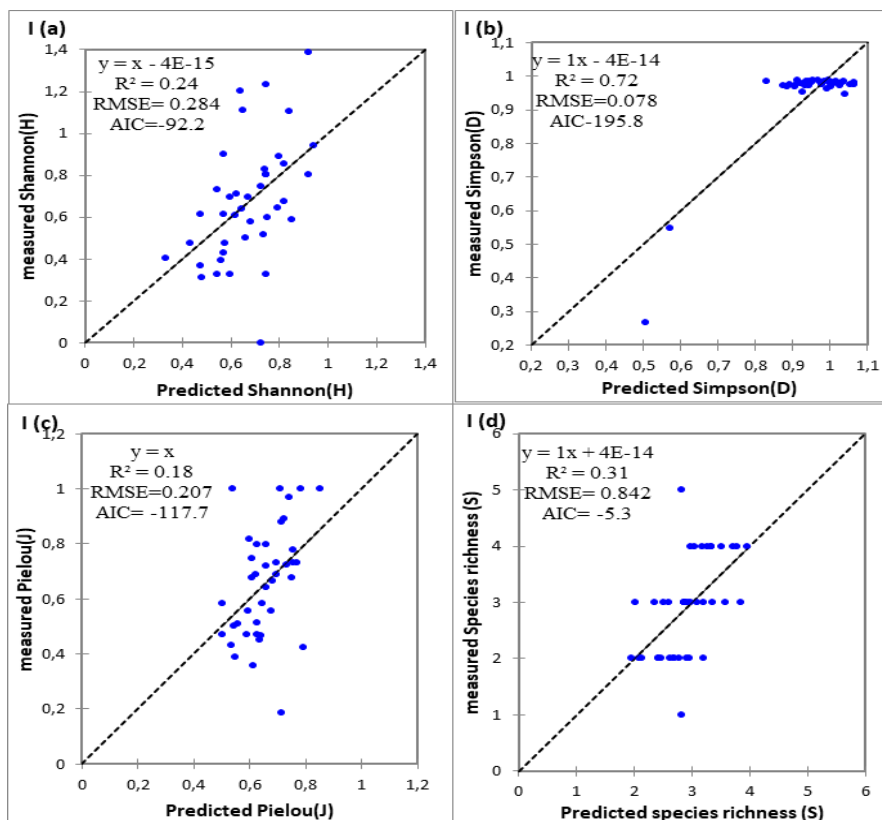 I (a)
y = x - 4E-15
R² = 0.24
RMSE = 0.284
AIC=-92.2
measured Shannon(H)
1,4
1,2
1
0,8
0,6
0,4
0,2
0
0 0,2 0,4 0,6 0,8 1 1,2 1,4
Predicted Shannon(H)
I (b)
y = 1x - 4E-14
R² = 0.72
RMSE=0.078
AIC-195.8
measured Simpson(D)
1,1
1
0,9
0,8
0,7
0,6
0,5
0,4
0,3
0,2
0,2 0,3 0,4 0,5 0,6 0,7 0,8 0,9 1 1,1
Predicted Simpson(D)
I (c)
y = x
R² = 0.18
RMSE=0.207
AIC= -117.7
measured Pielou(J)
1,2
1
0,8
0,6
0,4
0,2
0
0 0,2 0,4 0,6 0,8 1 1,2
Predicted Pielou(J)
I (d)
y = 1x + 4E-14
R² = 0.31
RMSE = 0.842
AIC= -5.3
measured Species richness (S)
6
5
4
3
2
1
0
0 1 2 3 4 5 6
Predicted species richness (S)